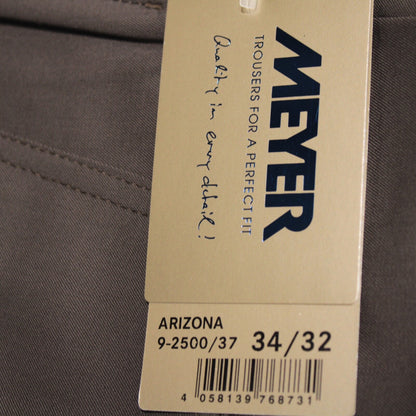 MEYER
TROUSERS FOR A PERFECT FIT
Quality in every detail!
ARIZONA
9-2500/37 34/32
4 058139 768731